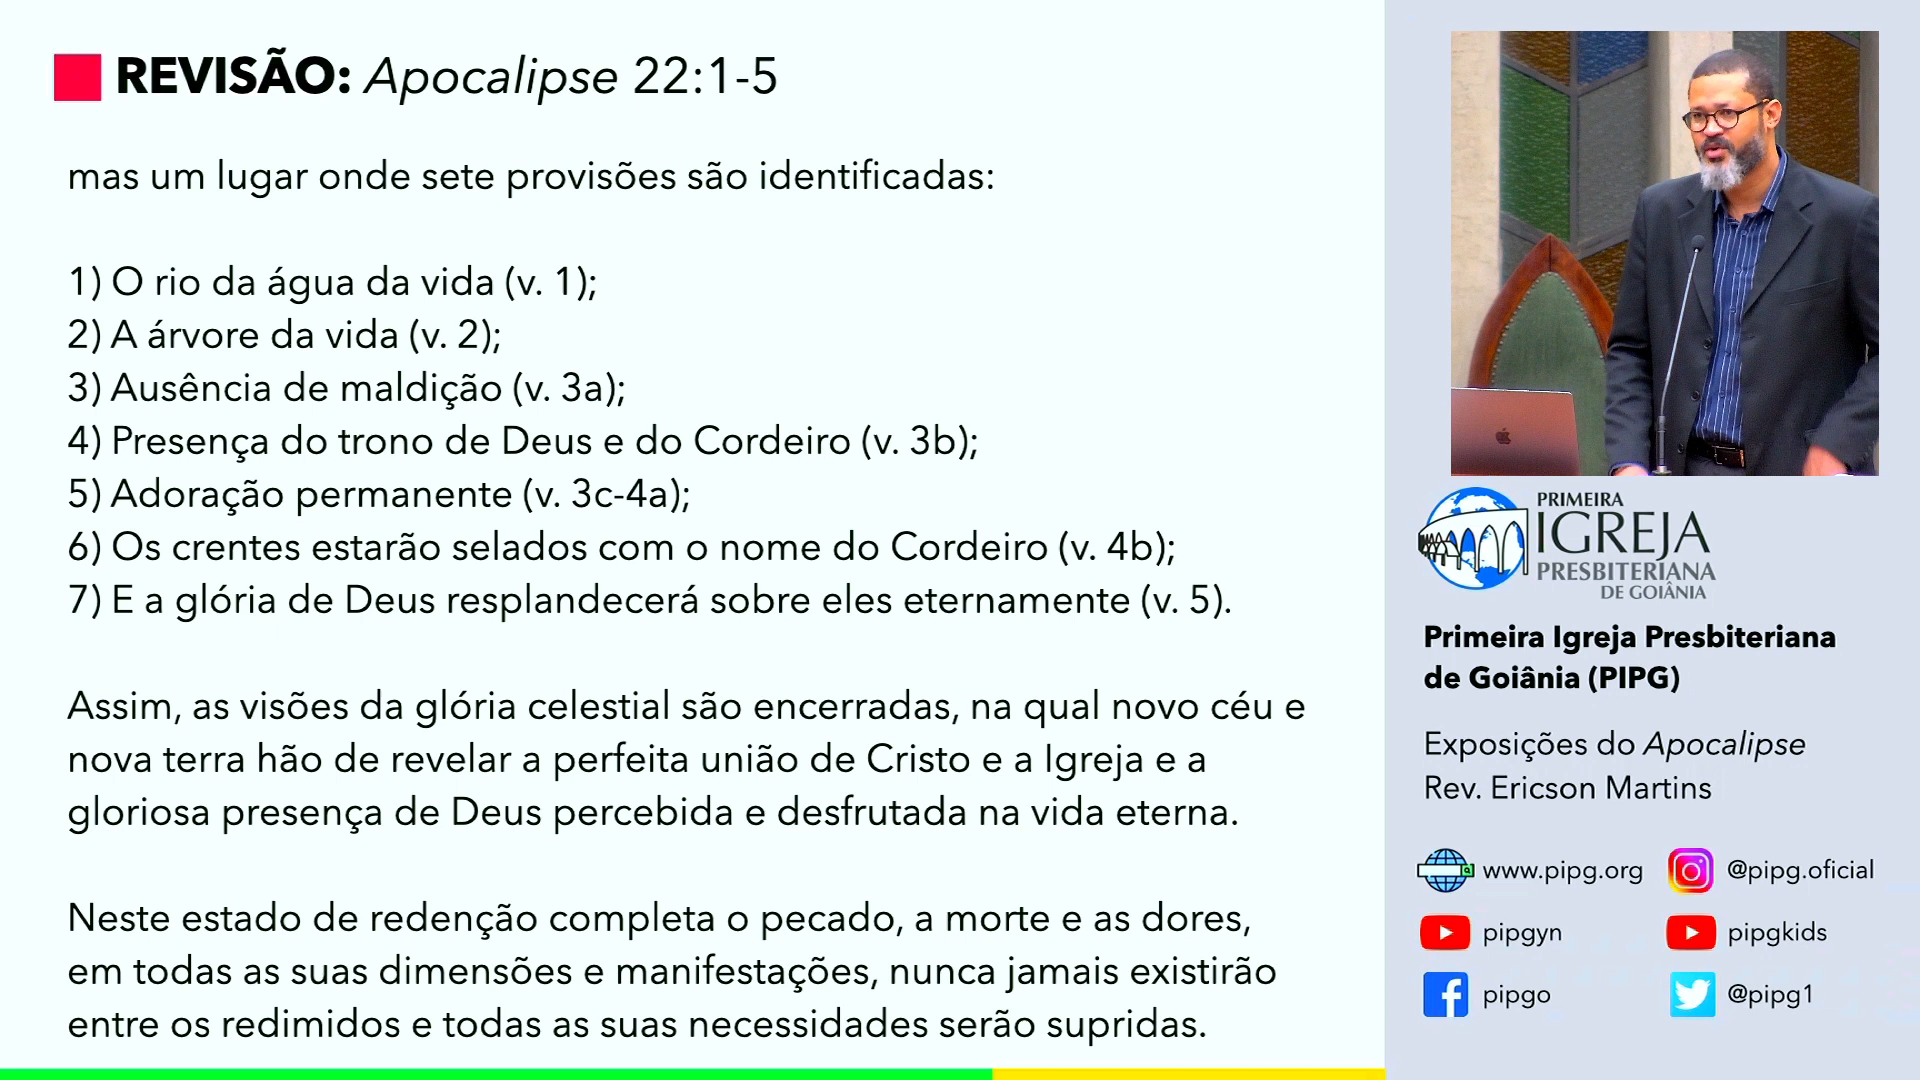 REVISÃO: Apocalipse 22:1-5
mas um lugar onde sete provisões são identificadas:
1) O rio da água da vida (v. 1);
2) A árvore da vida (v. 2);
3) Ausência de maldição (v. 3a);
4) Presença do trono de Deus e do Cordeiro (v. 3b);
5) Adoração permanente (v. 3c-4a);
6) Os crentes estarão selados com o nome do Cordeiro (v. 4b);
7) E a glória de Deus resplandecerá sobre eles eternamente (v. 5).
Assim, as visões da glória celestial são encerradas, na qual novo céu e
nova terra hão de revelar a perfeita união de Cristo e a Igreja e a
gloriosa presença de Deus percebida e desfrutada na vida eterna.
Neste estado de redenção completa o pecado, a morte e as dores,
em todas as suas dimensões e manifestações, nunca jamais existirão
entre os redimidos e todas as suas necessidades serão supridas.
PRIMEIRA
IGREJA
PRESBITERIANA
DE GOIÂNIA
Primeira Igreja Presbiteriana
de Goiânia (PIPG)
Exposições do Apocalipse
Rev. Ericson Martins
www.pipg.org
@pipg.oficial
pipgyn
pipgkids
pipgo
@pipg1